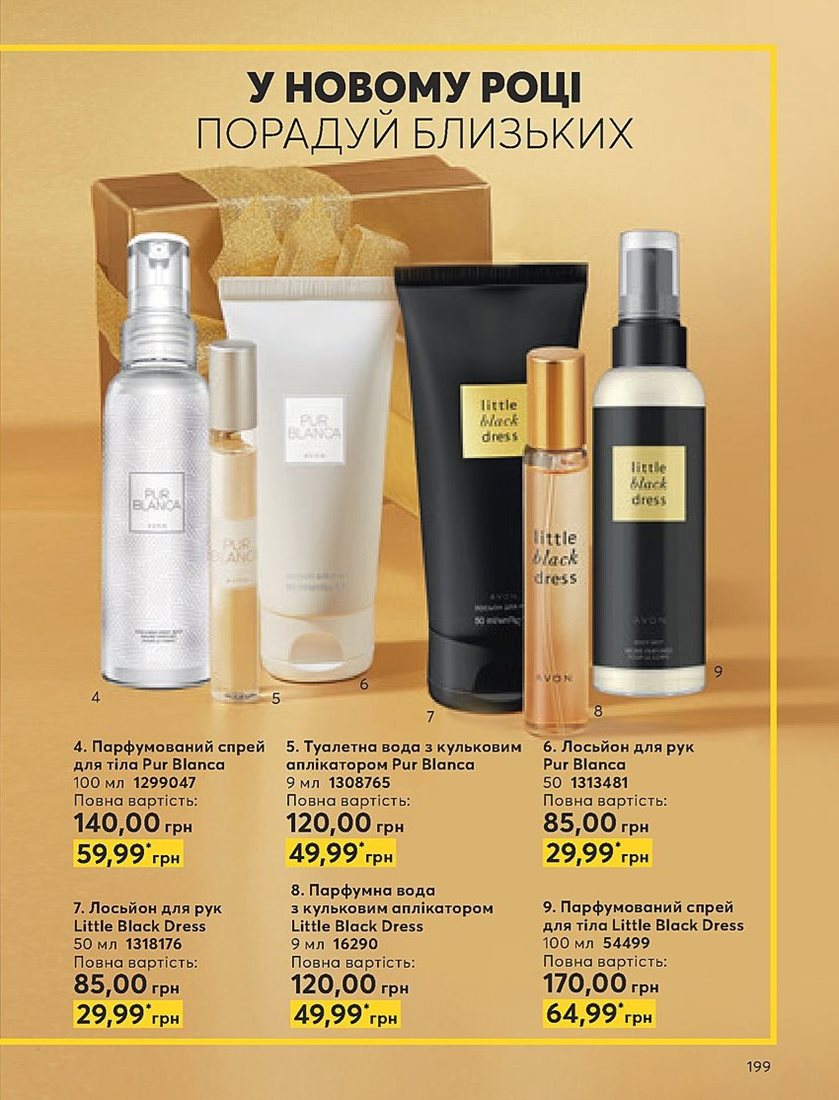 У НОВОМУ РОЦІ
ПОРАДУЙ БЛИЗЬКИХ
PUR
BLANCA
AVON
PUR
BLANCA
PUR
BLANCA
AVON
little
black
dress
AVON
ЛОСЬЙОН ДЛЯ
little
black
dress
AVON
little
black
dress
AVON
BODY MIST
4
5
6
7
8
9
4. Парфумований спрей
для тіла Pur Blanca
100 мл 1299047
Повна вартість:
140,00 грн
59,99* грн
5. Туалетна вода з кульковим
аплікатором Pur Blanca
9 мл 1308765
Повна вартість:
120,00 грн
49,99* грн
6. Лосьйон для рук
Pur Blanca
50 1313481
Повна вартість:
85,00 грн
29,99* грн
7. Лосьйон для рук
Little Black Dress
50 мл 1318176
Повна вартість:
85,00 грн
29,99* грн
8. Парфумна вода
з кульковим аплікатором
Little Black Dress
9 мл 16290
Повна вартість:
120,00 грн
49,99* грн
9. Парфумований спрей
для тіла Little Black Dress
100 мл 54499
Повна вартість:
170,00 грн
64,99* грн
199